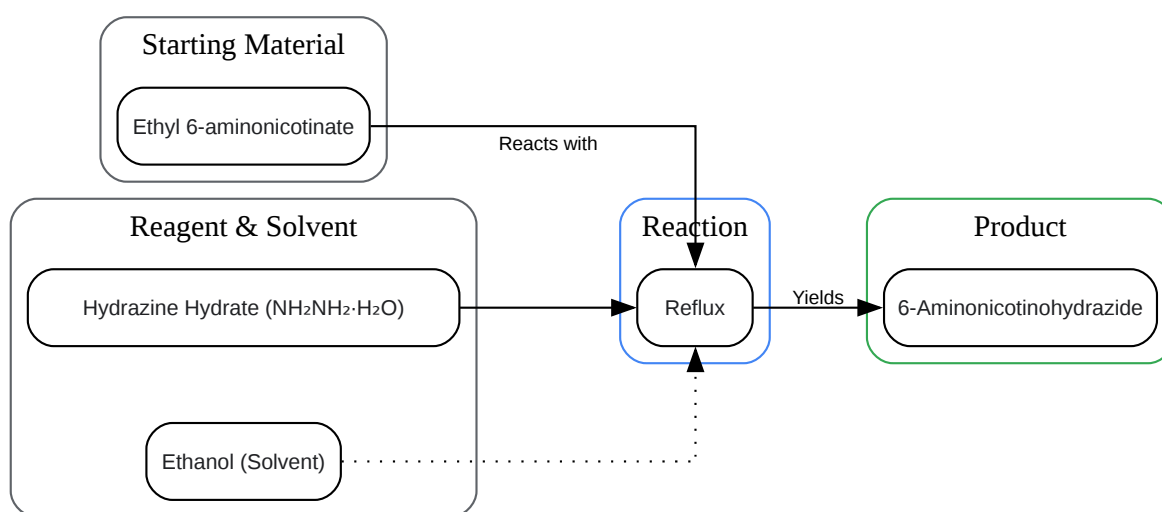 Starting Material
Ethyl 6-aminonicotinate
Reacts with
Reagent & Solvent
Reaction
Product
Hydrazine Hydrate (NH₂NH₂·H₂O)
Reflux
Yields
6-Aminonicotinohydrazide
Ethanol (Solvent)